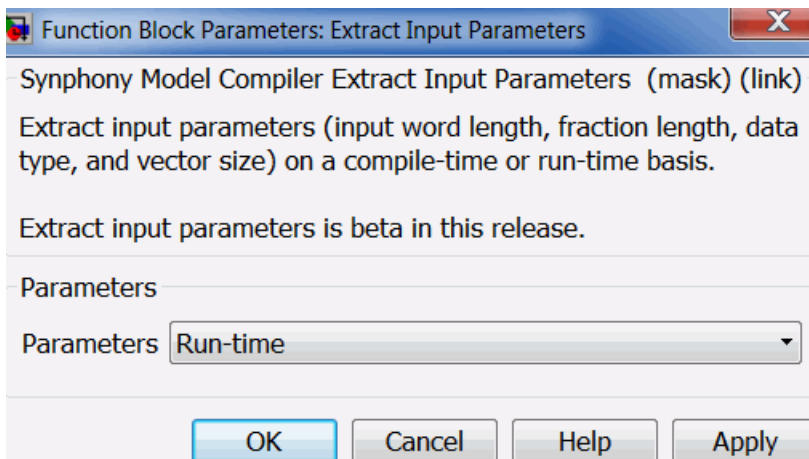 Function Block Parameters: Extract Input Parameters
Synphony Model Compiler Extract Input Parameters (mask) (link)
Extract input parameters (input word length, fraction length, data
type, and vector size) on a compile-time or run-time basis.
Extract input parameters is beta in this release.
Parameters
Parameters Run-time
OK Cancel Help Apply